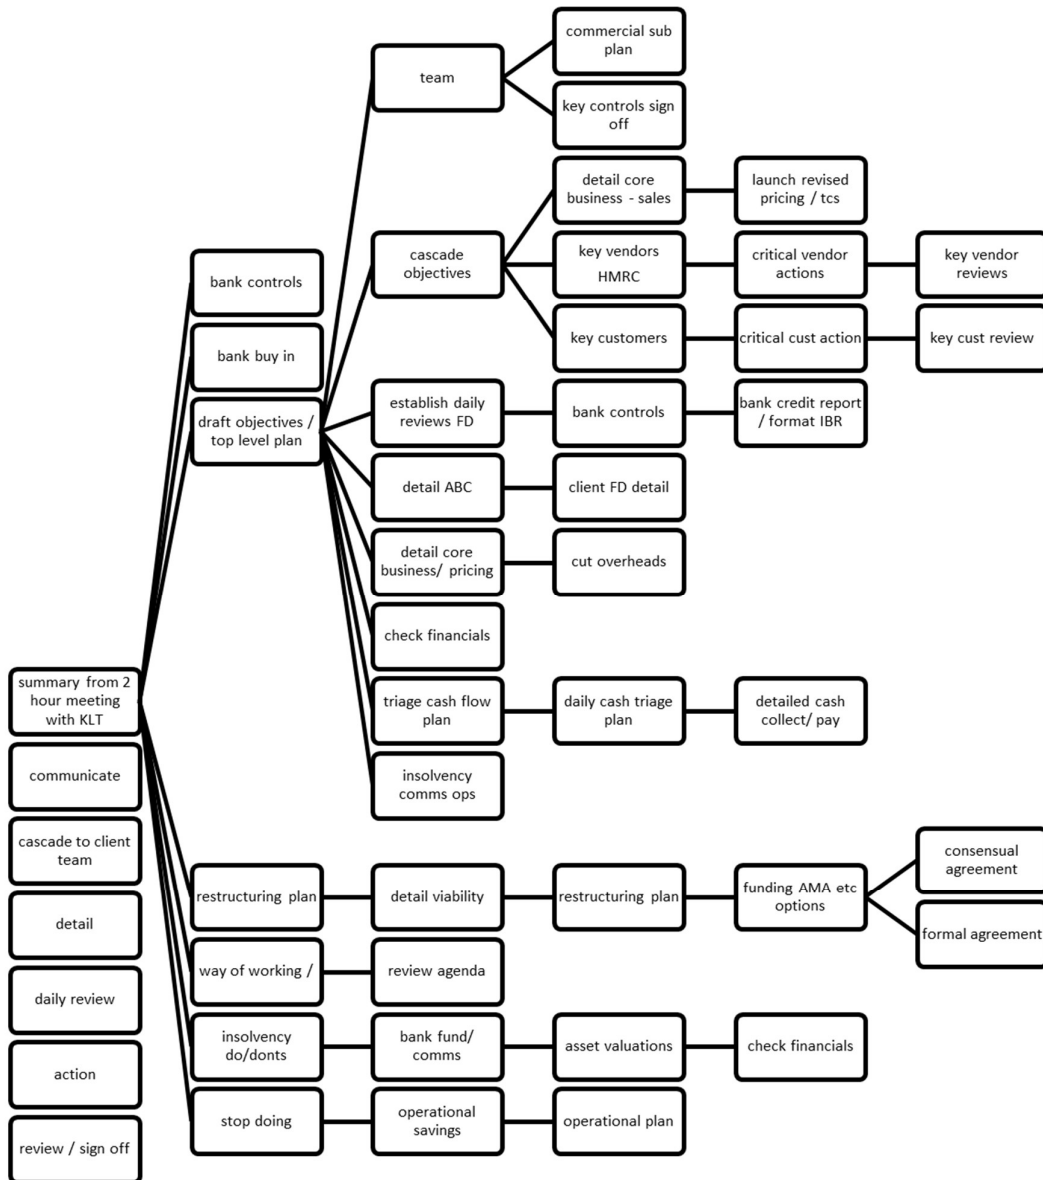 commercial sub
plan
team
key controls sign
off
detail core
business - sales
launch revised
pricing / tcs
cascade
objectives
key vendors
HMRC
critical vendor
actions
key vendor
reviews
bank controls
key customers
critical cust action
key cust review
bank buy in
draft objectives /
top level plan
establish daily
reviews FD
bank controls
bank credit report
/ format IBR
detail ABC
client FD detail
detail core
business/ pricing
cut overheads
check financials
summary from 2
hour meeting
with KLT
triage cash flow
plan
daily cash triage
plan
detailed cash
collect/ pay
communicate
insolvency
comms ops
cascade to client
team
consensual
agreement
restructuring plan
detail viability
restructuring plan
funding AMA etc
options
detail
formal agreement
way of working /
review agenda
daily review
insolvency
do/donts
bank fund/
comms
asset valuations
check financials
action
stop doing
operational
savings
operational plan
review / sign off